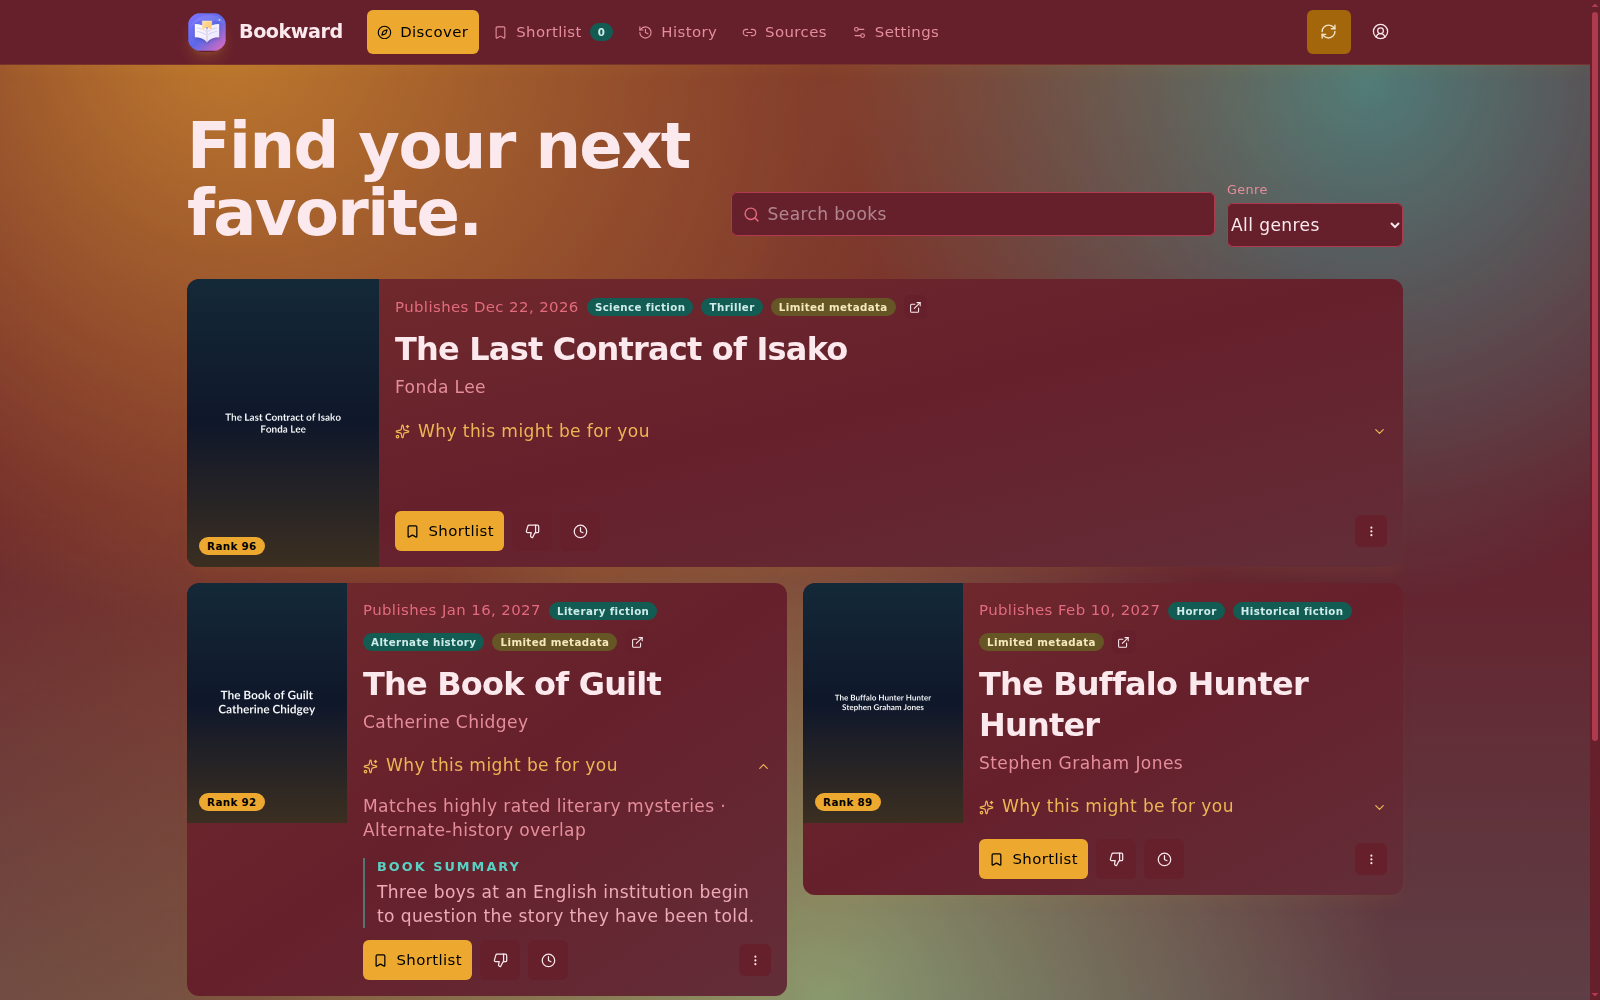 Bookward
Discover
Shortlist 0
History
Sources
Settings
Find your next
favorite.
Search books
Genre
All genres
The Last Contract of Isako
Fonda Lee
Rank 96
Publishes Dec 22, 2026 Science fiction Thriller Limited metadata
The Last Contract of Isako
Fonda Lee
Why this might be for you
Shortlist
The Book of Guilt
Catherine Chidgey
Rank 92
Publishes Jan 16, 2027 Literary fiction
Alternate history Limited metadata
The Book of Guilt
Catherine Chidgey
Why this might be for you
Matches highly rated literary mysteries ·
Alternate-history overlap
BOOK SUMMARY
Three boys at an English institution begin
to question the story they have been told.
Shortlist
The Buffalo Hunter Hunter
Stephen Graham Jones
Rank 89
Publishes Feb 10, 2027 Horror Historical fiction
Limited metadata
The Buffalo Hunter
Hunter
Stephen Graham Jones
Why this might be for you
Shortlist